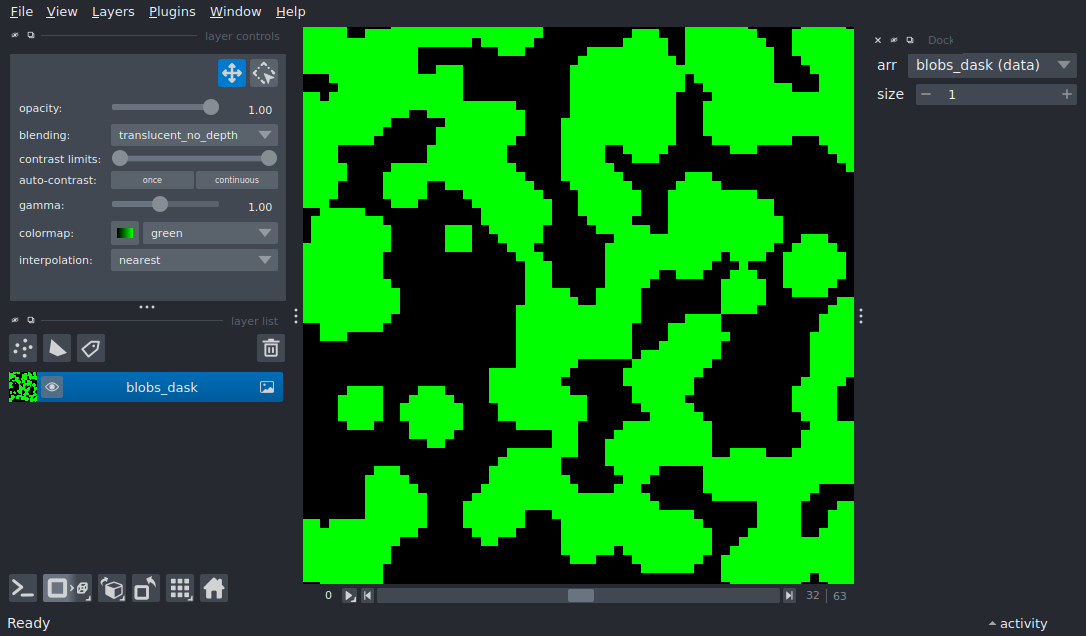 File View Layers Plugins Window Help
layer controls
opacity: 1.00
blending: translucent_no_depth
contrast limits:
auto-contrast: once continuous
gamma: 1.00
colormap: green
interpolation: nearest
layer list
blobs_dask
0 32 63
Ready
activity
Dock
arr blobs_dask (data)
size 1